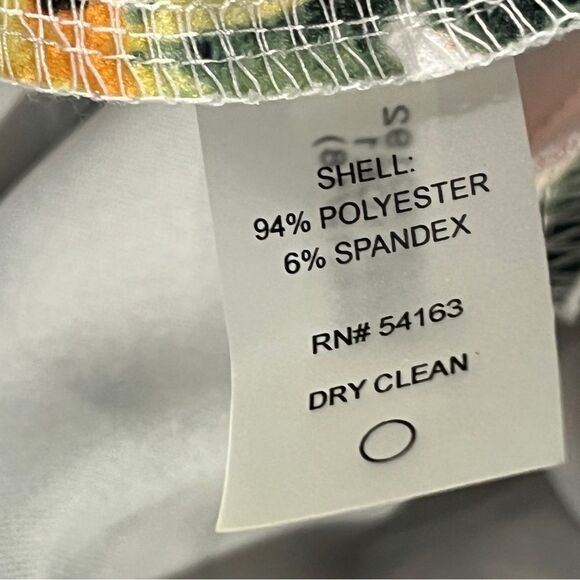 SHELL:
94% POLYESTER
6% SPANDEX
RN# 54163
DRY CLEAN